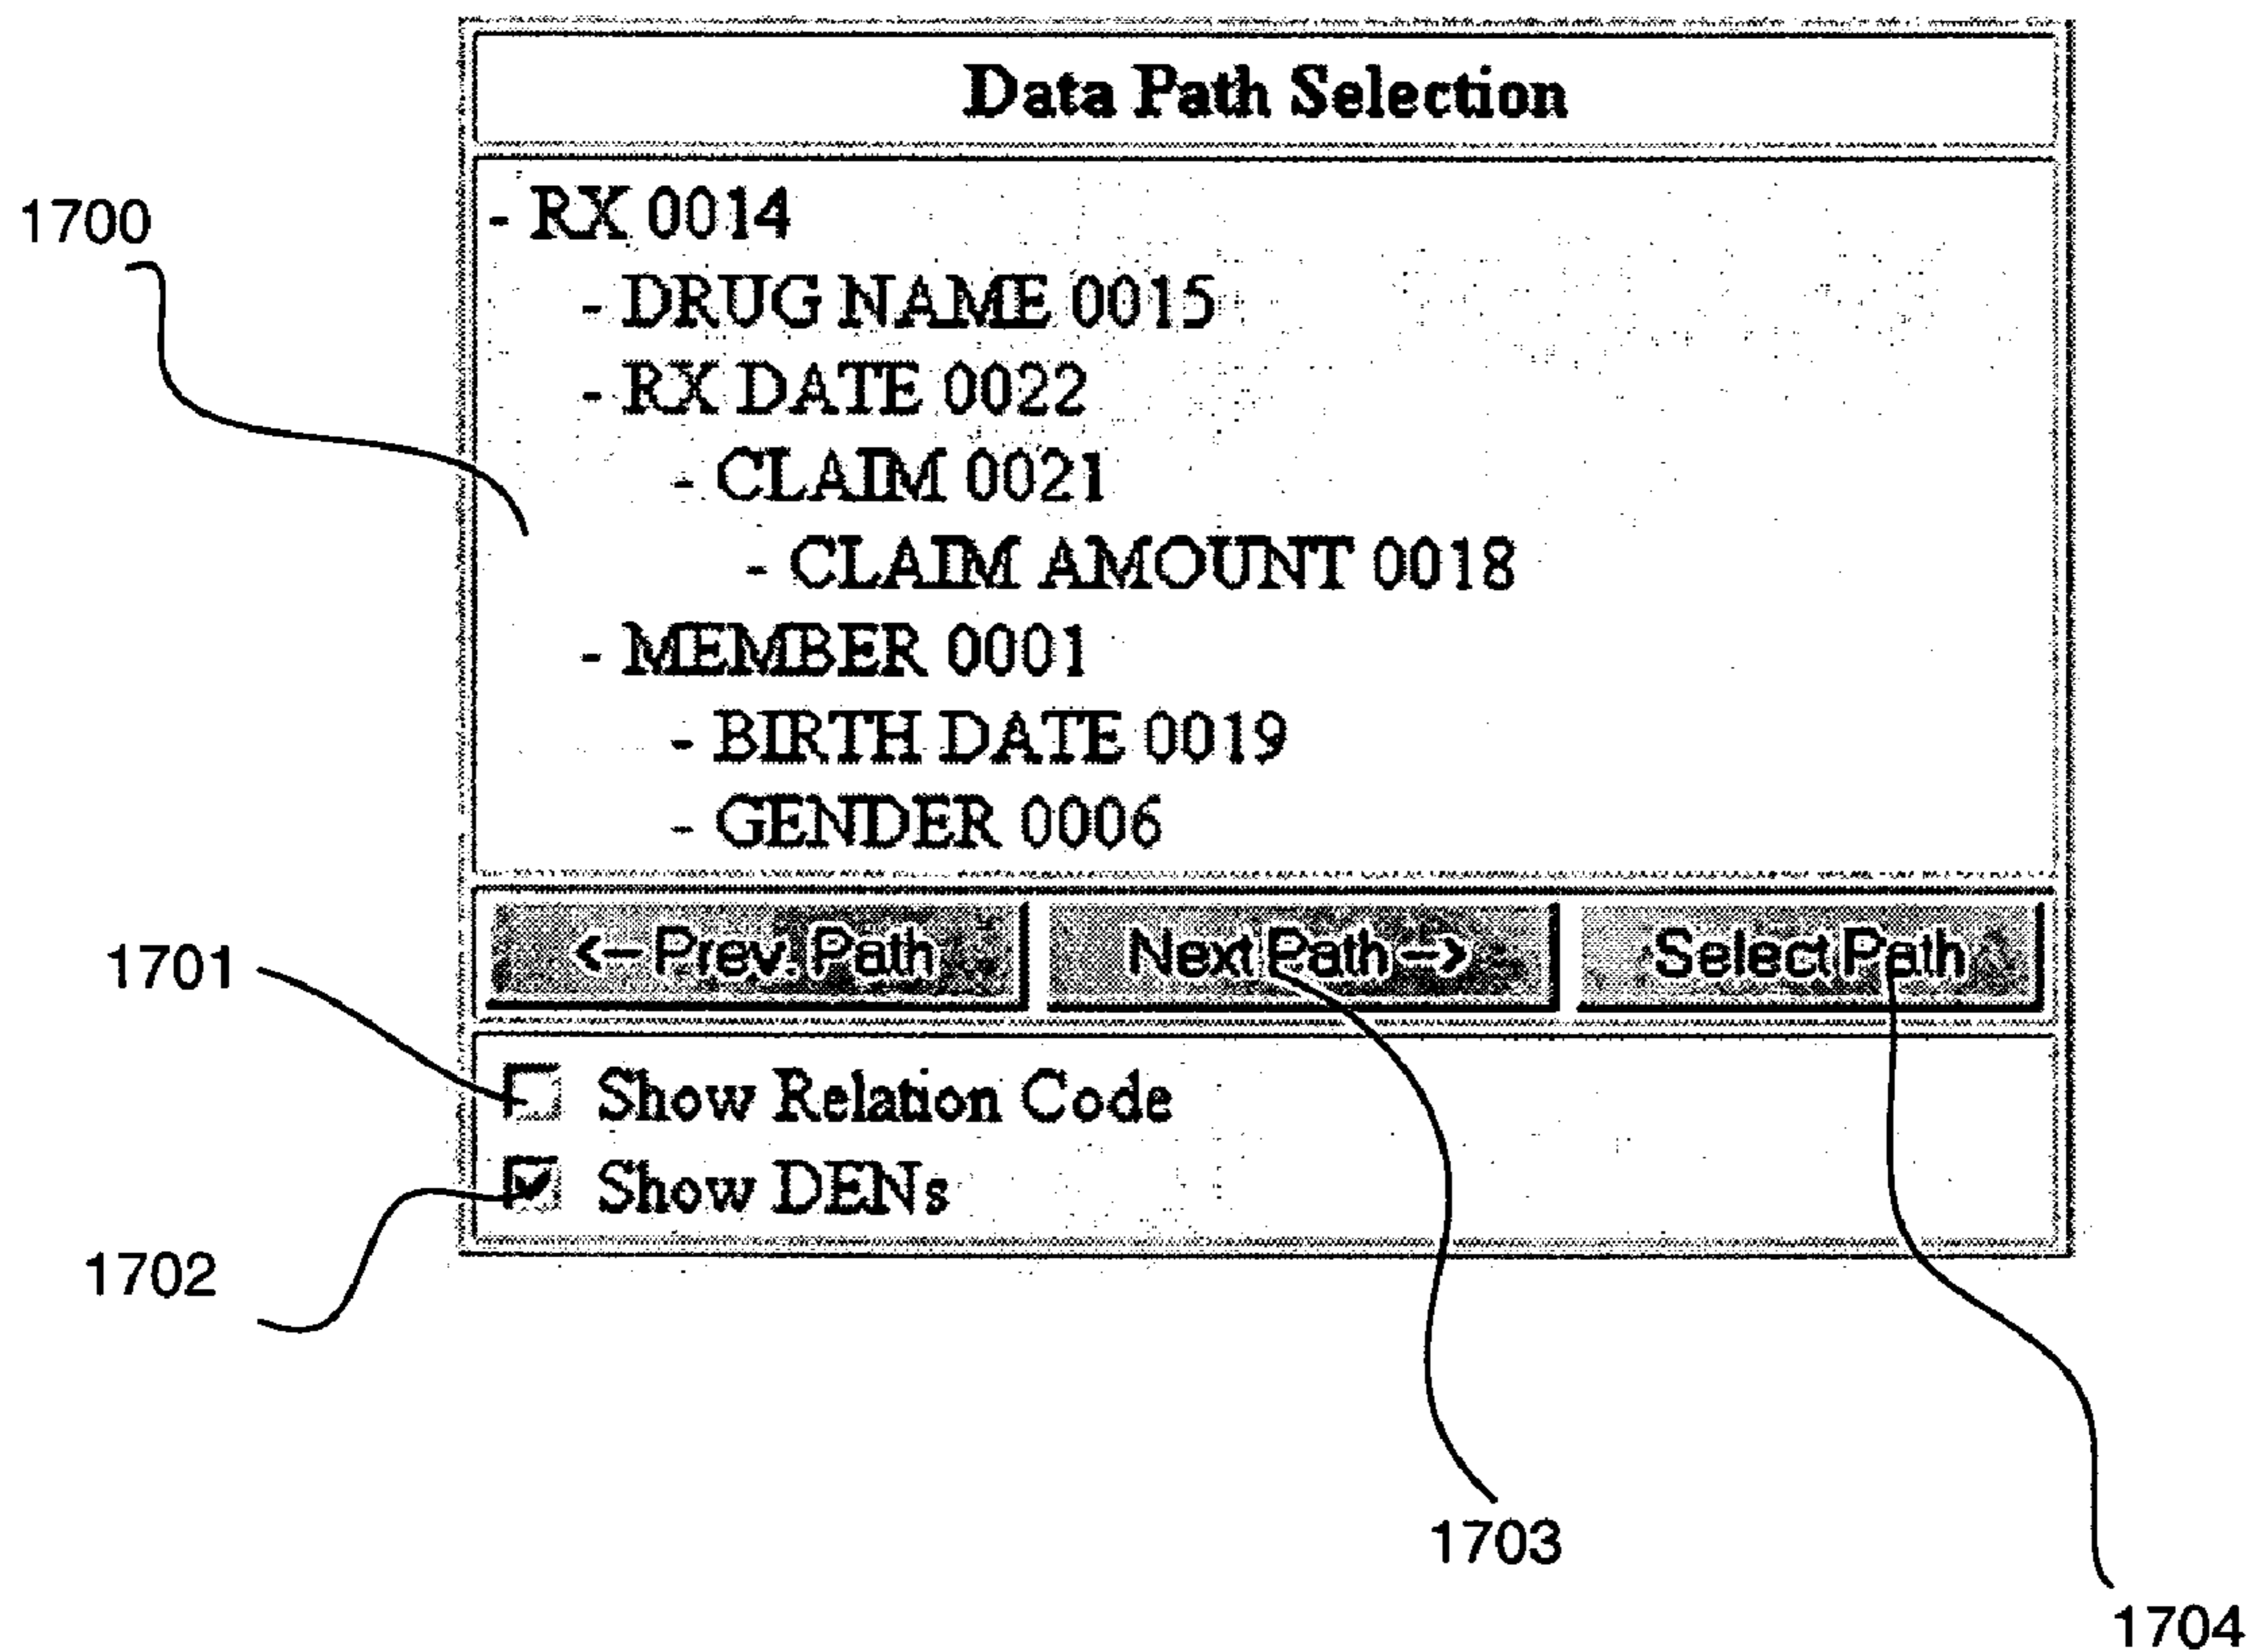 Data Path Selection
1700
- RX 0014
- DRUG NAME 0015
- RX DATE 0022
- CLAIM 0021
- CLAIM AMOUNT 0018
- MEMBER 0001
- BIRTH DATE 0019
- GENDER 0006
1701
<-- Prev. Path Next Path --> Select Path
Show Relation Code
Show DENs
1702
1703
1704